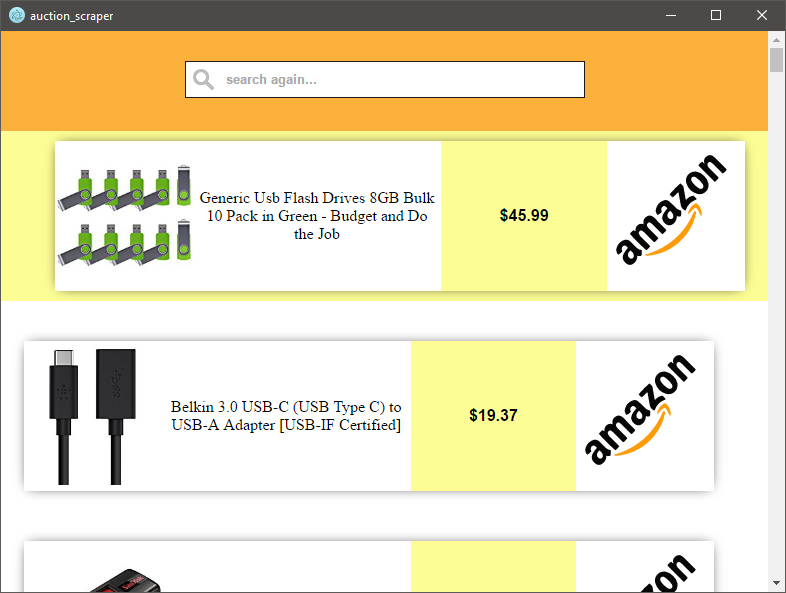 auction_scraper
search again...
Generic Usb Flash Drives 8GB Bulk
10 Pack in Green - Budget and Do
the Job
$45.99
amazon
Belkin 3.0 USB-C (USB Type C) to
USB-A Adapter [USB-IF Certified]
$19.37
amazon